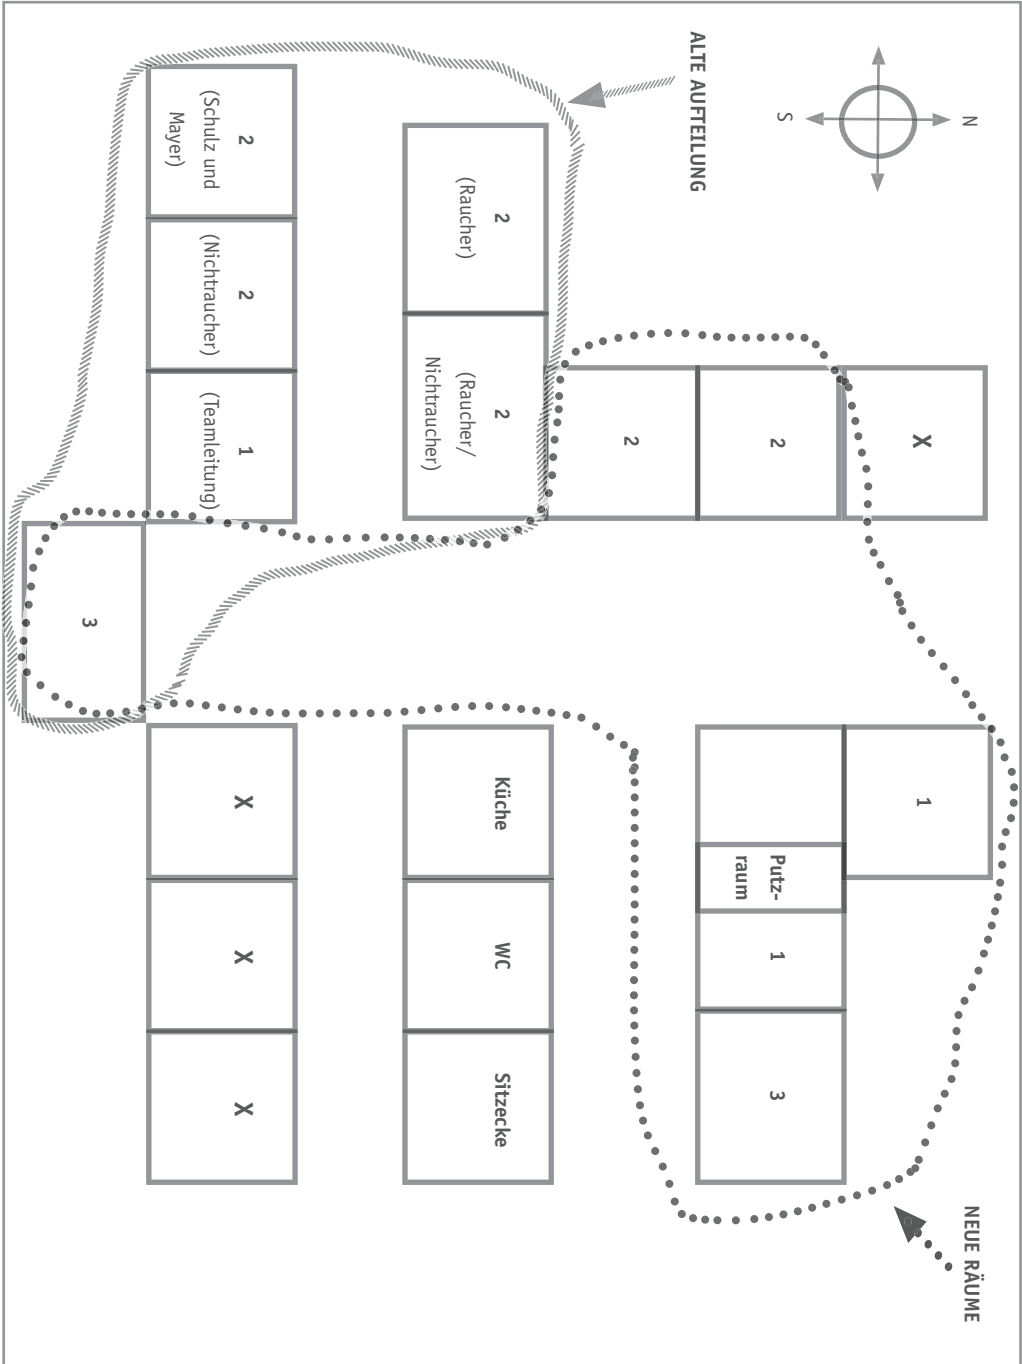 N
S
NEUE RÄUME
ALTE AUFTEILUNG
X
1
2
Putz-
raum
1
3
2
2
(Raucher)
2
(Raucher/
Nichtraucher)
Küche
WC
Sitzecke
2
(Schulz und
Mayer)
2
(Nichtraucher)
1
(Teamleitung)
X
X
X
3